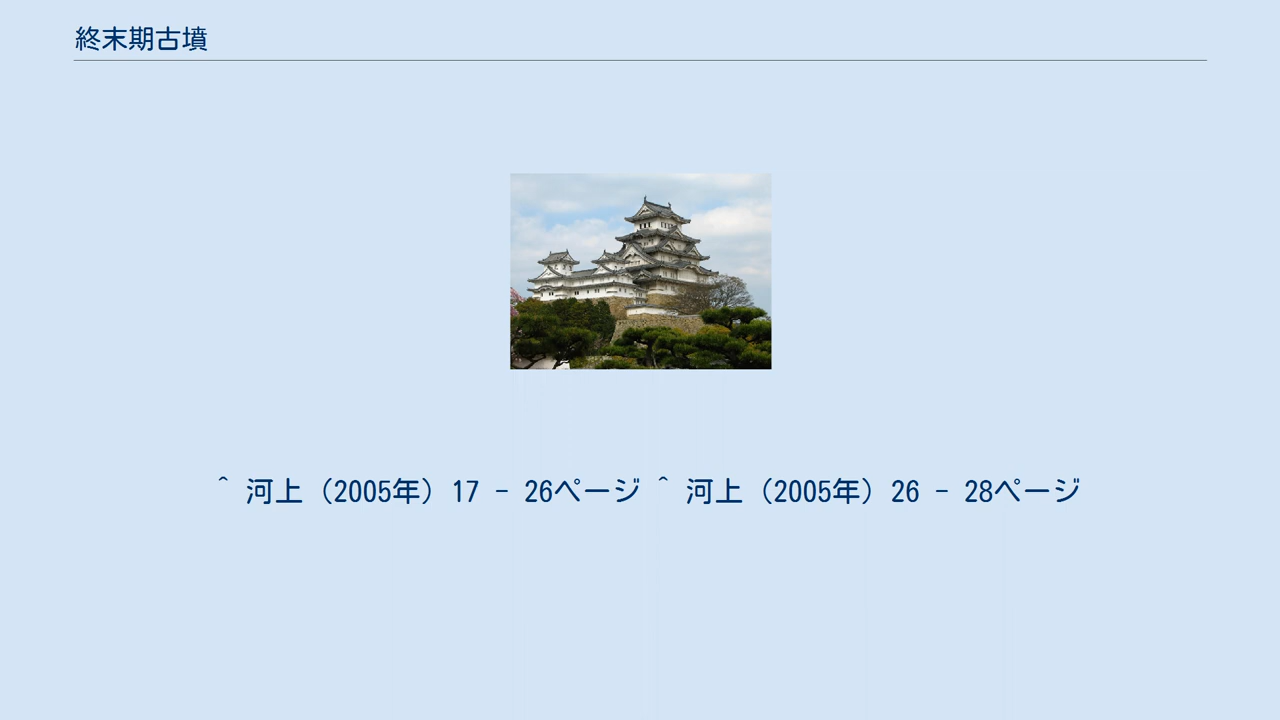 終末期古墳
^ 河上（2005年）17 - 26ページ ^ 河上（2005年）26 - 28ページ